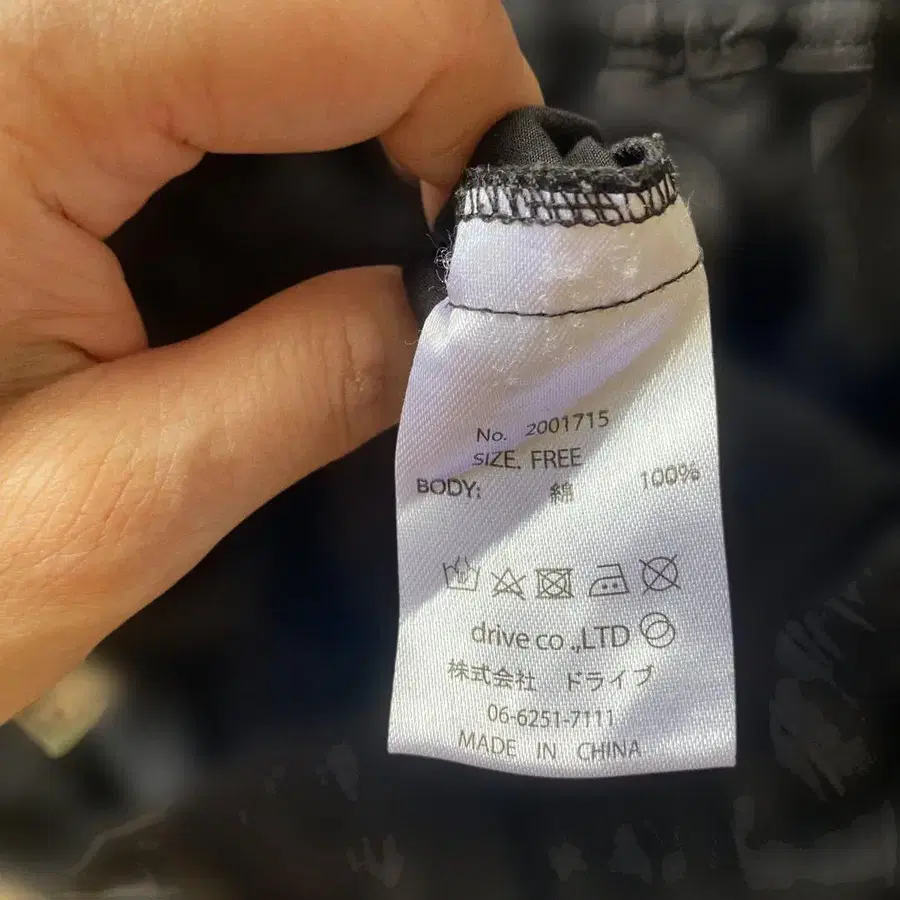 No. 2001715
SIZE. FREE
BODY: 綿 100%
drive co.,LTD
株式会社 ドライブ
06-6251-7111
MADE IN CHINA